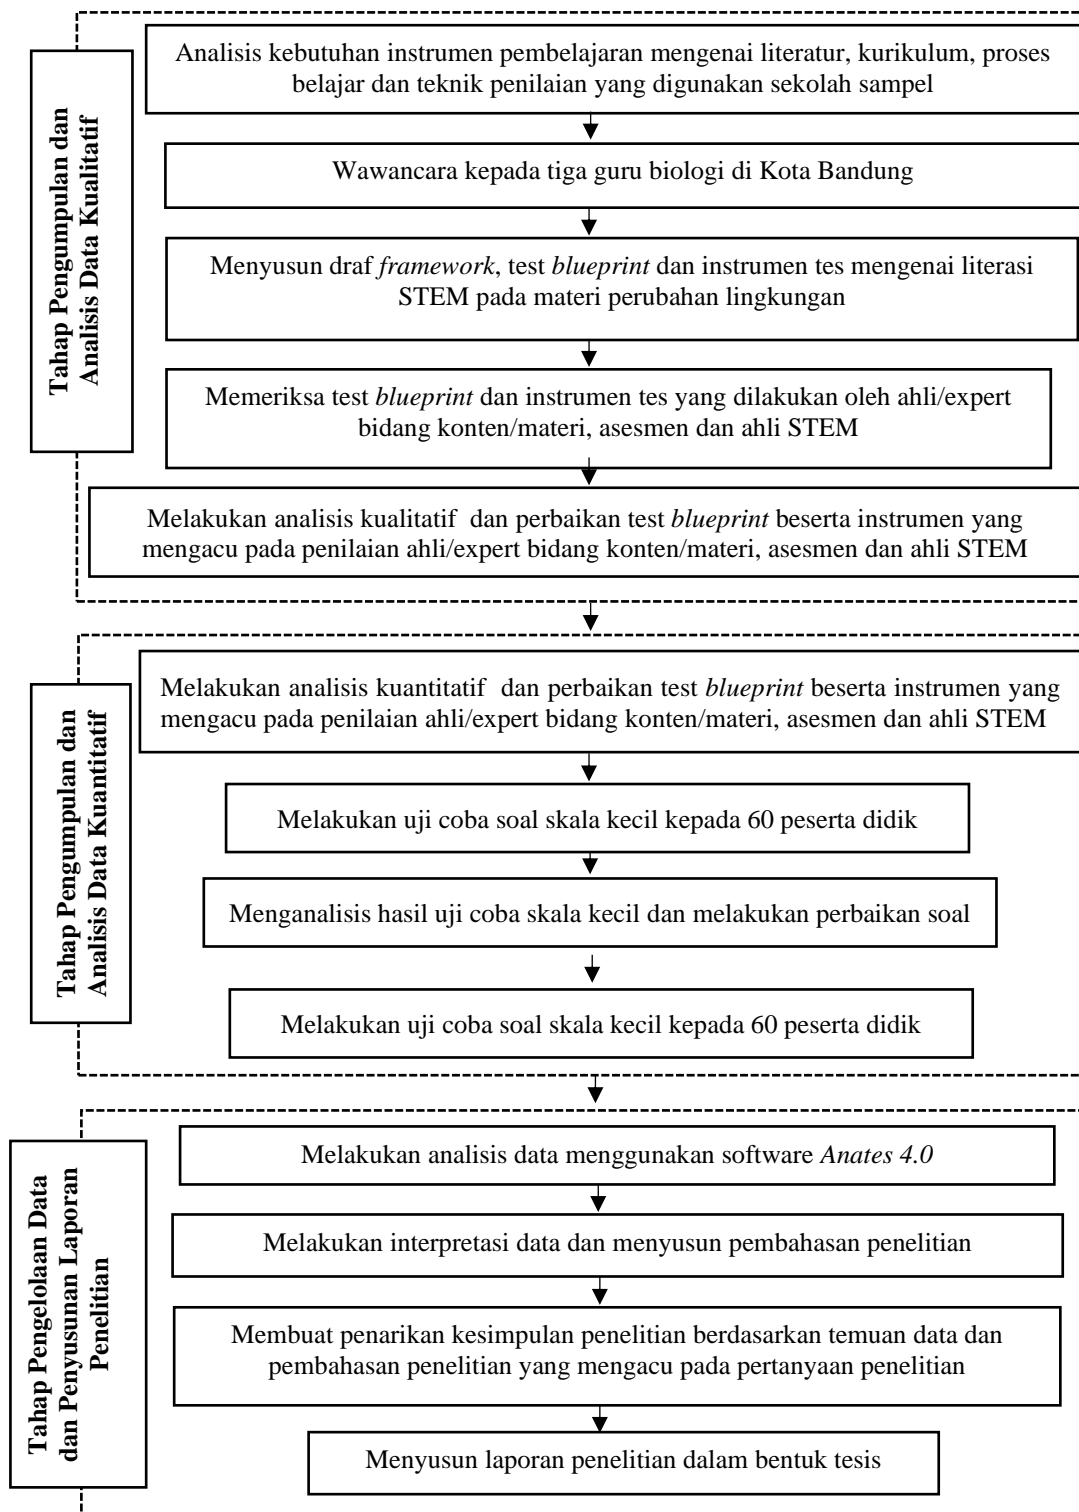 Tahap Pengumpulan dan
Analisis Data Kualitatif
Analisis kebutuhan instrumen pembelajaran mengenai literatur, kurikulum, proses
belajar dan teknik penilaian yang digunakan sekolah sampel
Wawancara kepada tiga guru biologi di Kota Bandung
Menyusun draf framework, test blueprint dan instrumen tes mengenai literasi
STEM pada materi perubahan lingkungan
Memeriksa test blueprint dan instrumen tes yang dilakukan oleh ahli/expert
bidang konten/materi, asesmen dan ahli STEM
Melakukan analisis kualitatif dan perbaikan test blueprint beserta instrumen yang
mengacu pada penilaian ahli/expert bidang konten/materi, asesmen dan ahli STEM
Tahap Pengumpulan dan
Analisis Data Kuantitatif
Melakukan analisis kuantitatif dan perbaikan test blueprint beserta instrumen yang
mengacu pada penilaian ahli/expert bidang konten/materi, asesmen dan ahli STEM
Melakukan uji coba soal skala kecil kepada 60 peserta didik
Menganalisis hasil uji coba skala kecil dan melakukan perbaikan soal
Melakukan uji coba soal skala kecil kepada 60 peserta didik
Tahap Pengelolaan Data
dan Penyusunan Laporan
Penelitian
Melakukan analisis data menggunakan software Anates 4.0
Melakukan interpretasi data dan menyusun pembahasan penelitian
Membuat penarikan kesimpulan penelitian berdasarkan temuan data dan
pembahasan penelitian yang mengacu pada pertanyaan penelitian
Menyusun laporan penelitian dalam bentuk tesis